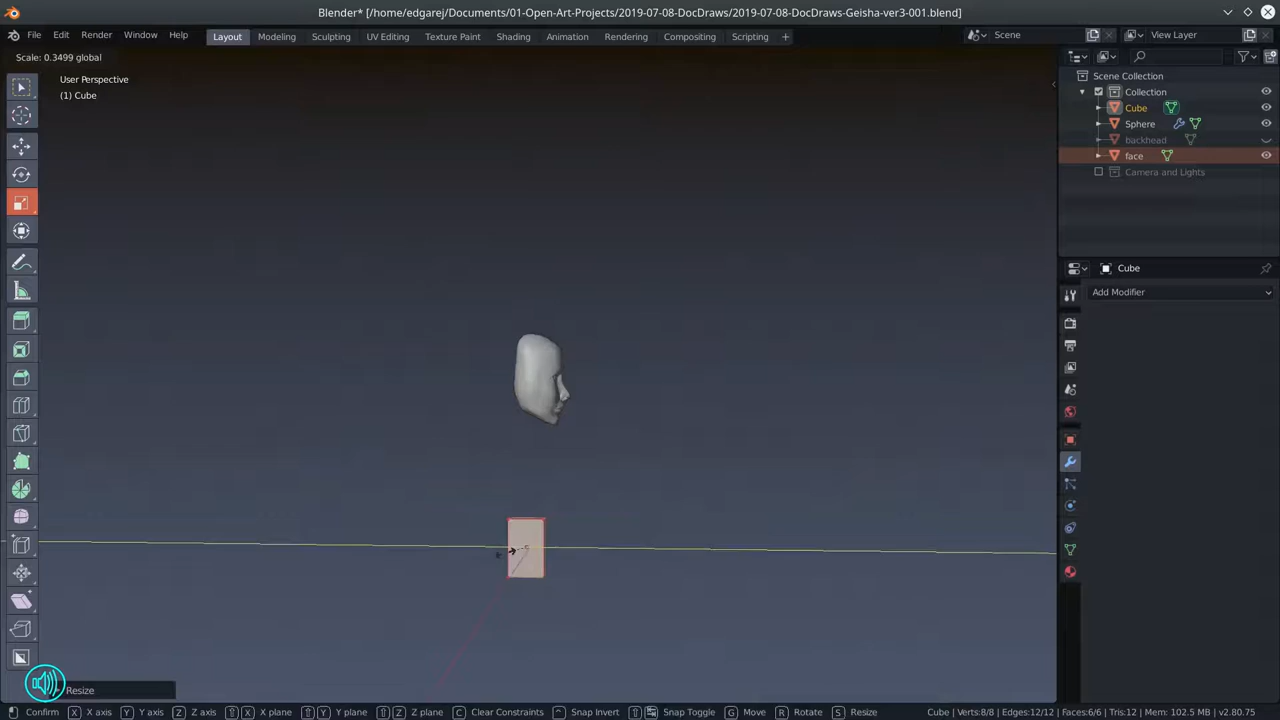 Blender* [/home/edgarej/Documents/01-Open-Art-Projects/2019-07-08-DocDraws/2019-07-08-DocDraws-Geisha-ver3-001.blend]
File Edit Render Window Help Layout Modeling Sculpting UV Editing Texture Paint Shading Animation Rendering Compositing Scripting + Scene View Layer
Scale: 0.3499 global
User Perspective
(1) Cube
Scene Collection
Collection
Cube
Sphere
backhead
face
Camera and Lights
Cube
Add Modifier
Resize
Confirm X X axis Y Y axis Z Z axis X X plane Y Y plane Z Z plane C Clear Constraints Snap Invert Snap Toggle G Move R Rotate S Resize Cube | Verts:8/8 | Edges:12/12 | Faces:6/6 | Tris:12 | Mem: 102.5 MB | v2.80.75